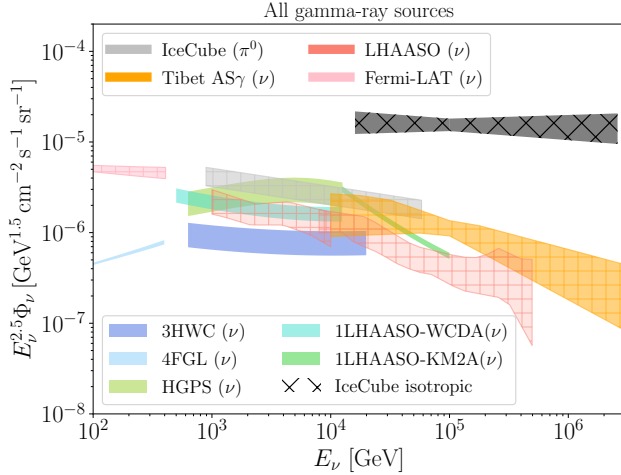 All gamma-ray sources
IceCube (π⁰)
Tibet ASγ (ν)
LHAASO (ν)
Fermi-LAT (ν)
3HWC (ν)
4FGL (ν)
HGPS (ν)
1LHAASO-WCDA(ν)
1LHAASO-KM2A(ν)
IceCube isotropic
10⁻⁴
10⁻⁵
10⁻⁶
10⁻⁷
10⁻⁸
E_ν^2.5 Φ_ν [GeV^1.5 cm⁻² s⁻¹ sr⁻¹]
10² 10³ 10⁴ 10⁵ 10⁶
E_ν [GeV]